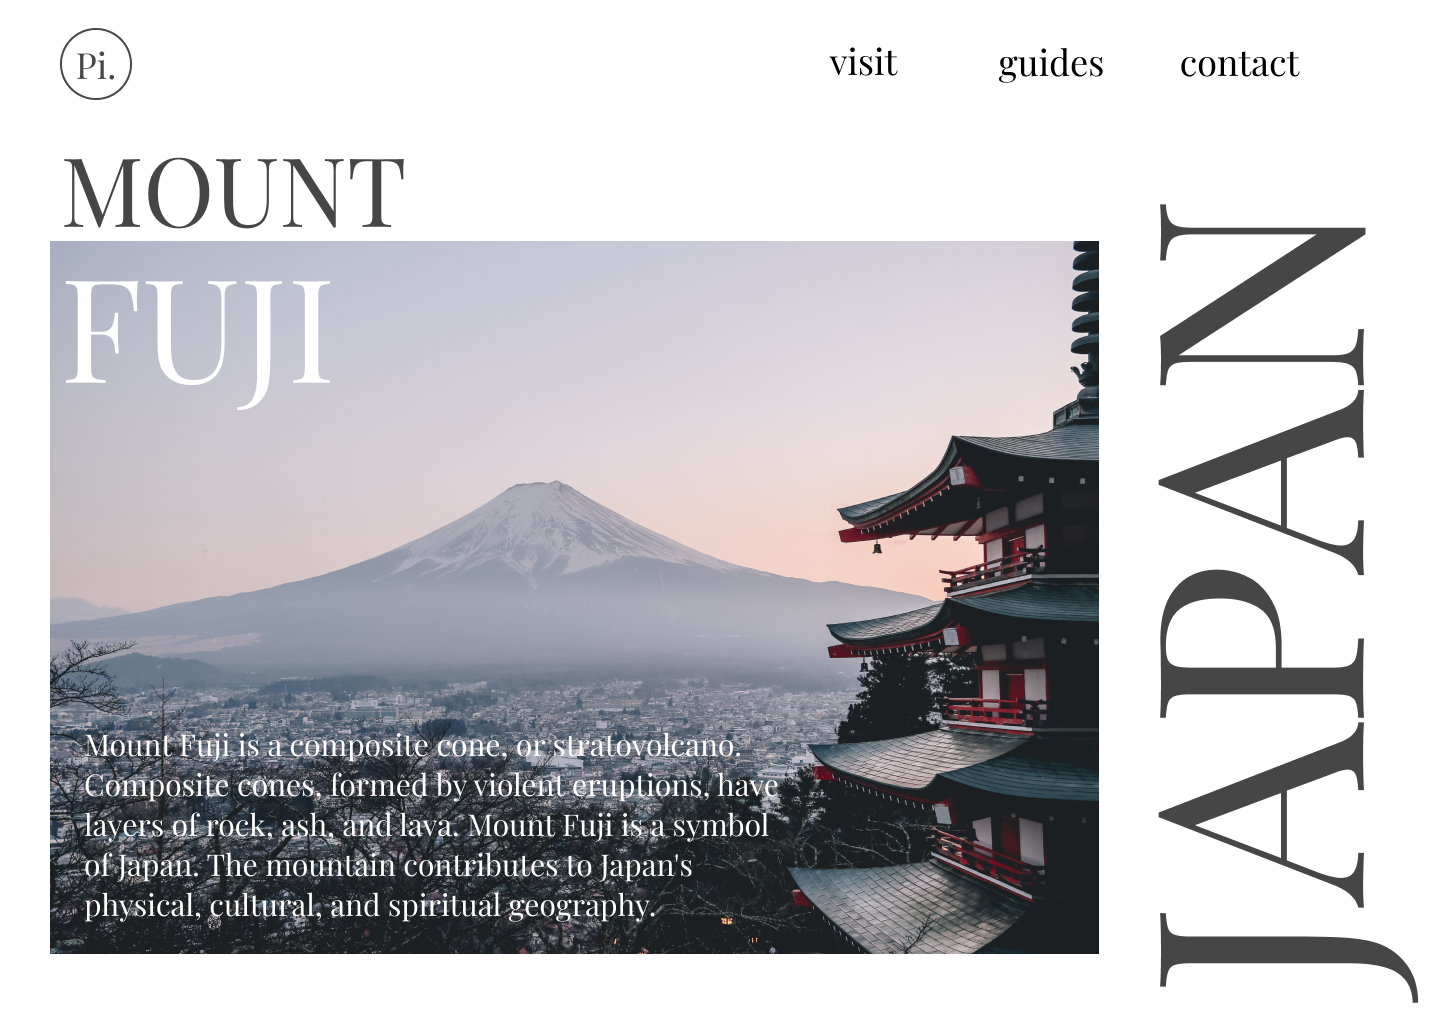 Pi.
visit
guides
contact
MOUNT
FUJI
JAPAN
Mount Fuji is a composite cone, or stratovolcano.
Composite cones, formed by violent eruptions, have
layers of rock, ash, and lava. Mount Fuji is a symbol
of Japan. The mountain contributes to Japan's
physical, cultural, and spiritual geography.